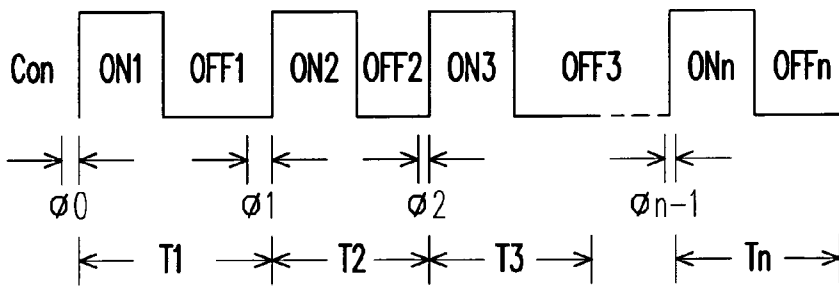 Con ON1 OFF1 ON2 OFF2 ON3 OFF3 ONn OFFn
ø0 ø1 ø2 øn-1
T1 T2 T3 Tn